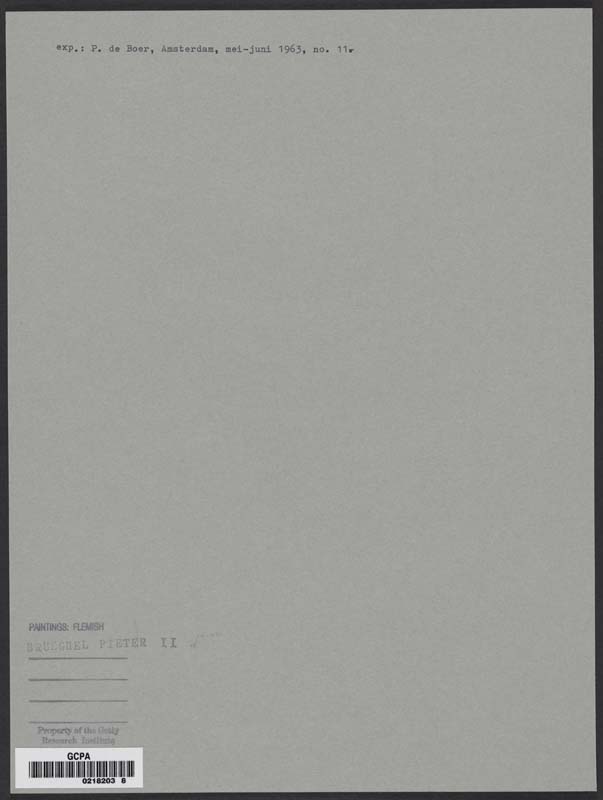 exp.: P. de Boer, Amsterdam, mei-juni 1963, no. 11.
PAINTINGS: FLEMISH
BRUEGHEL PIETER II
Property of the Getty
Research Institute
GCPA
0218203 8